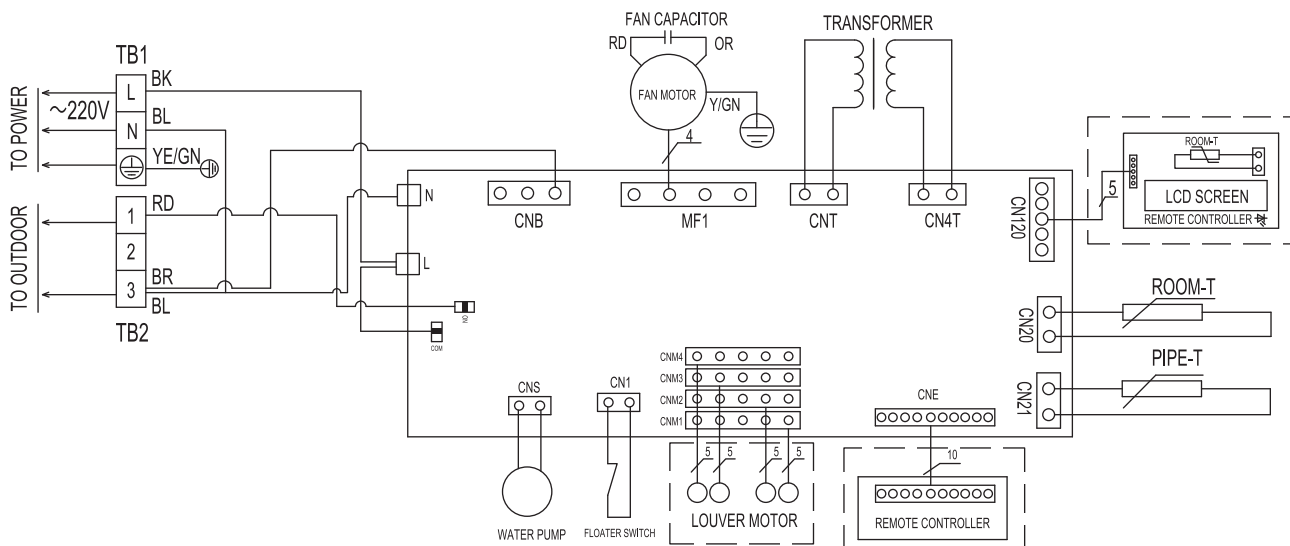 FAN CAPACITOR
TRANSFORMER
RD
OR
TB1
BK
L
~220V
TO POWER
BL
N
YE/GN
FAN MOTOR
Y/GN
4
ROOM-T
5
LCD SCREEN
REMOTE CONTROLLER
RD
1
TO OUTDOOR
2
BR
3
BL
TB2
N
L
CNB
MF1
CNT
CN4T
CN120
NO
COM
ROOM-T
CN20
PIPE-T
CN21
CNM4
CNM3
CNM2
CNM1
CNS
CN1
CNE
5
5
5
5
10
WATER PUMP
FLOATER SWITCH
LOUVER MOTOR
REMOTE CONTROLLER